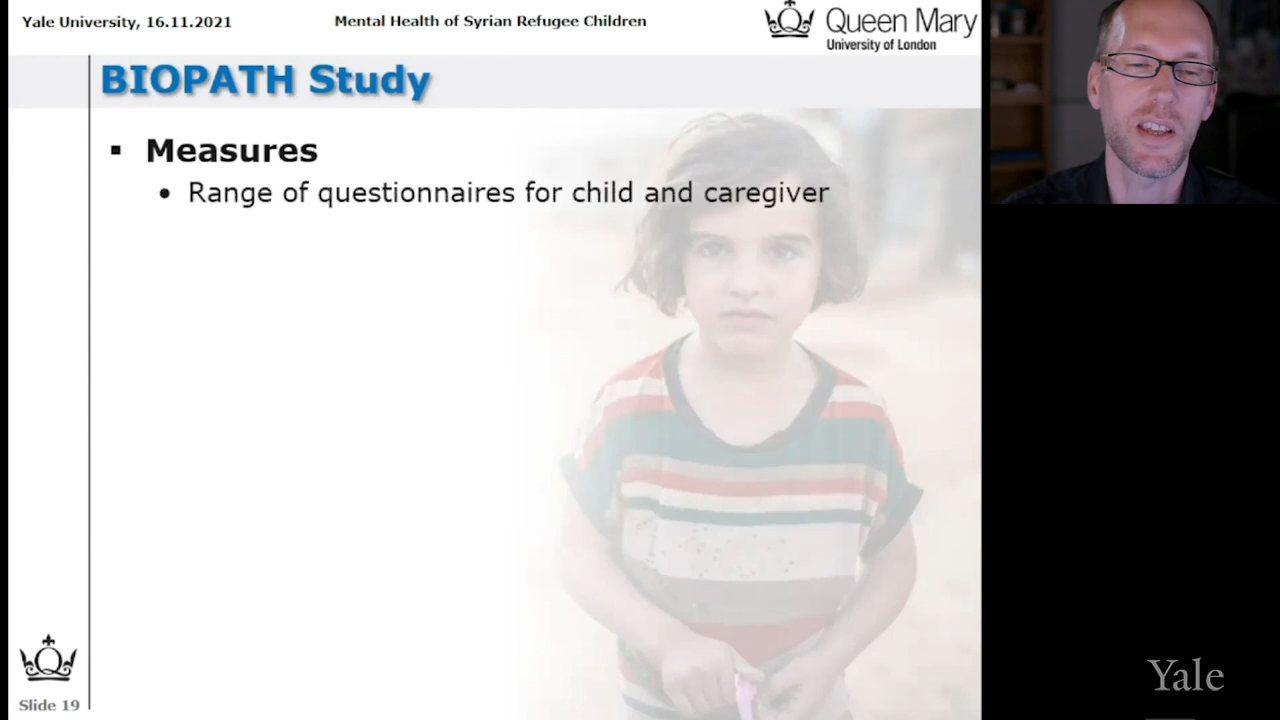 Yale University, 16.11.2021
Mental Health of Syrian Refugee Children
Queen Mary
University of London
BIOPATH Study
Measures
Range of questionnaires for child and caregiver
Slide 19
Yale